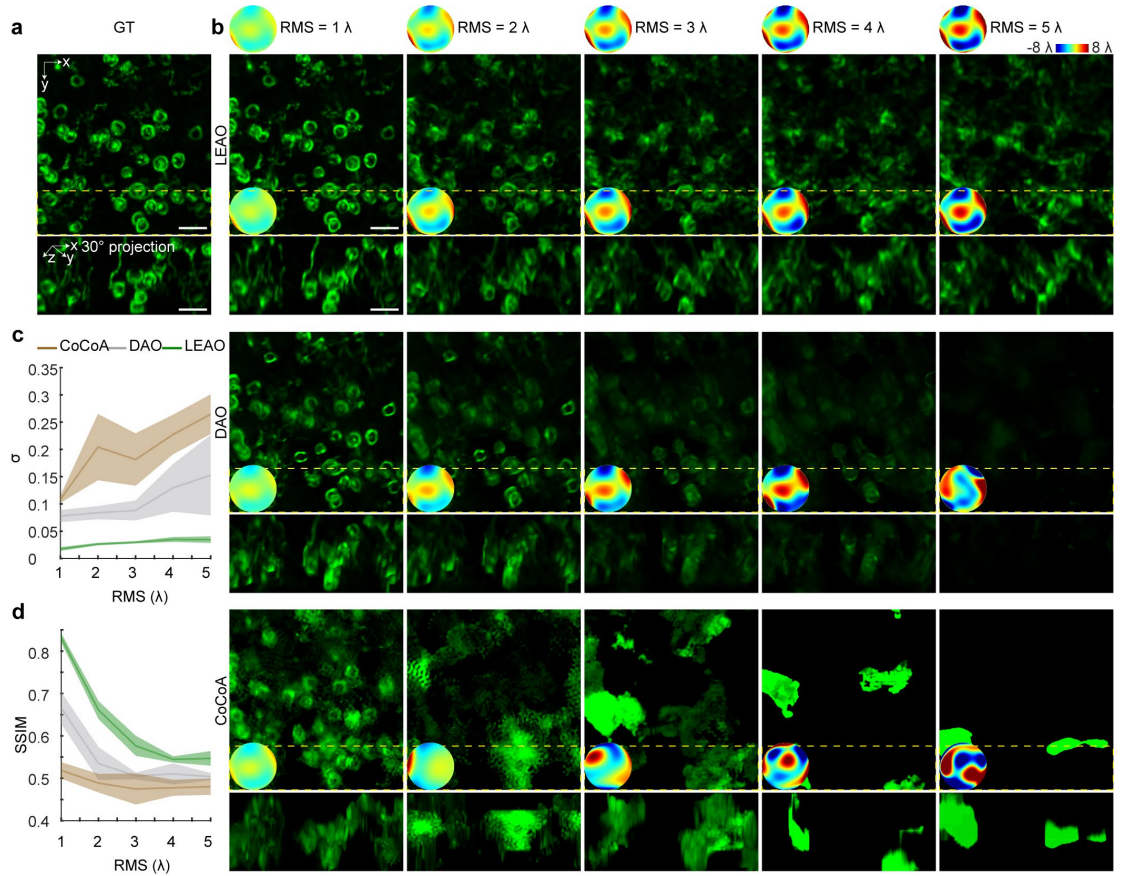 a
GT
b
RMS = 1 λ
RMS = 2 λ
RMS = 3 λ
RMS = 4 λ
RMS = 5 λ
-8 λ
8 λ
x
y
LEAO
x 30° projection
z
y
c
CoCoA
DAO
LEAO
0.35
0.3
0.25
0.2
0.15
0.1
0.05
0
σ
1 2 3 4 5
RMS (λ)
DAO
d
0.8
0.7
0.6
0.5
0.4
SSIM
1 2 3 4 5
RMS (λ)
CoCoA